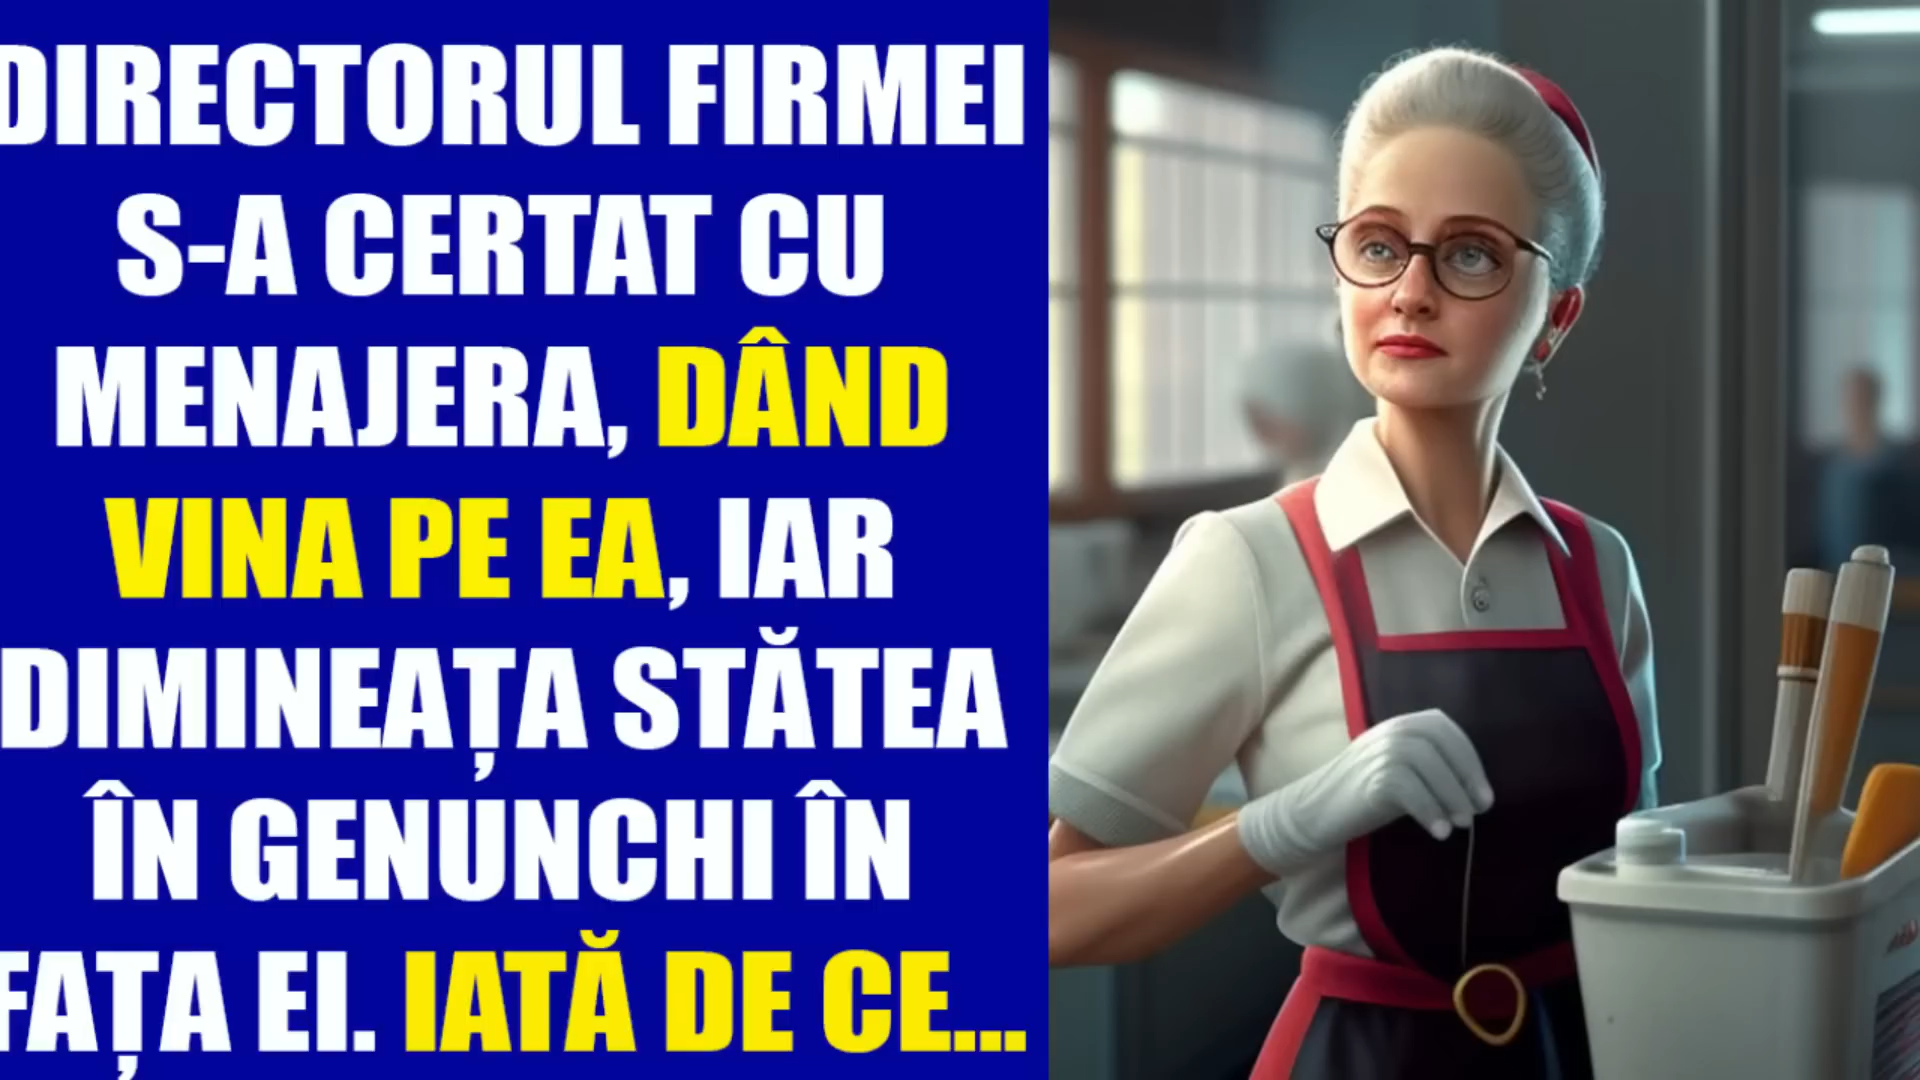 DIRECTORUL FIRMEI
S-A CERTAT CU
MENAJERA, DÂND
VINA PE EA, IAR
DIMINEAȚA STĂTEA
ÎN GENUNCHI ÎN
FAȚA EI. IATĂ DE CE...